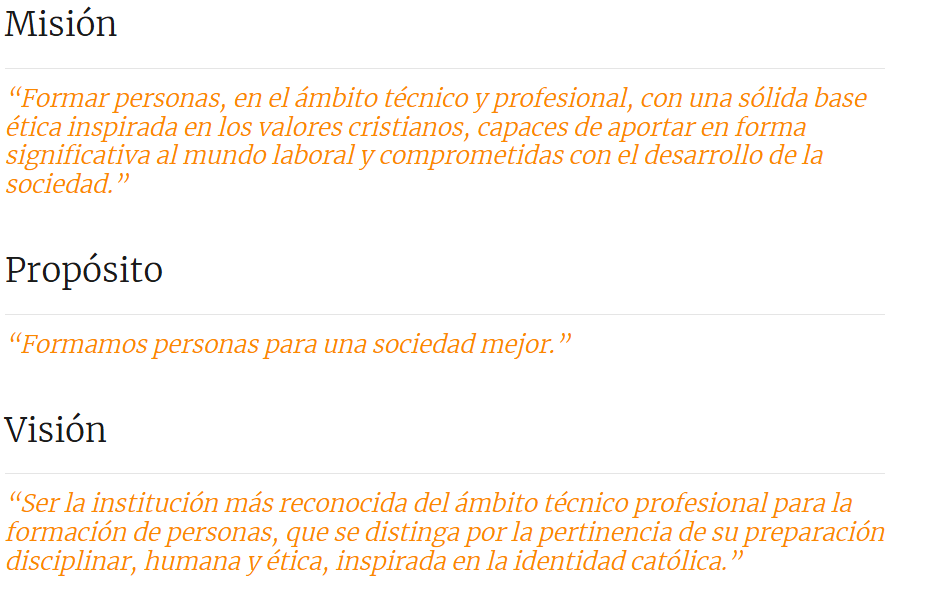 Misión
“Formar personas, en el ámbito técnico y profesional, con una sólida base
ética inspirada en los valores cristianos, capaces de aportar en forma
significativa al mundo laboral y comprometidas con el desarrollo de la
sociedad.”
Propósito
“Formamos personas para una sociedad mejor.”
Visión
“Ser la institución más reconocida del ámbito técnico profesional para la
formación de personas, que se distinga por la pertinencia de su preparación
disciplinar, humana y ética, inspirada en la identidad católica.”